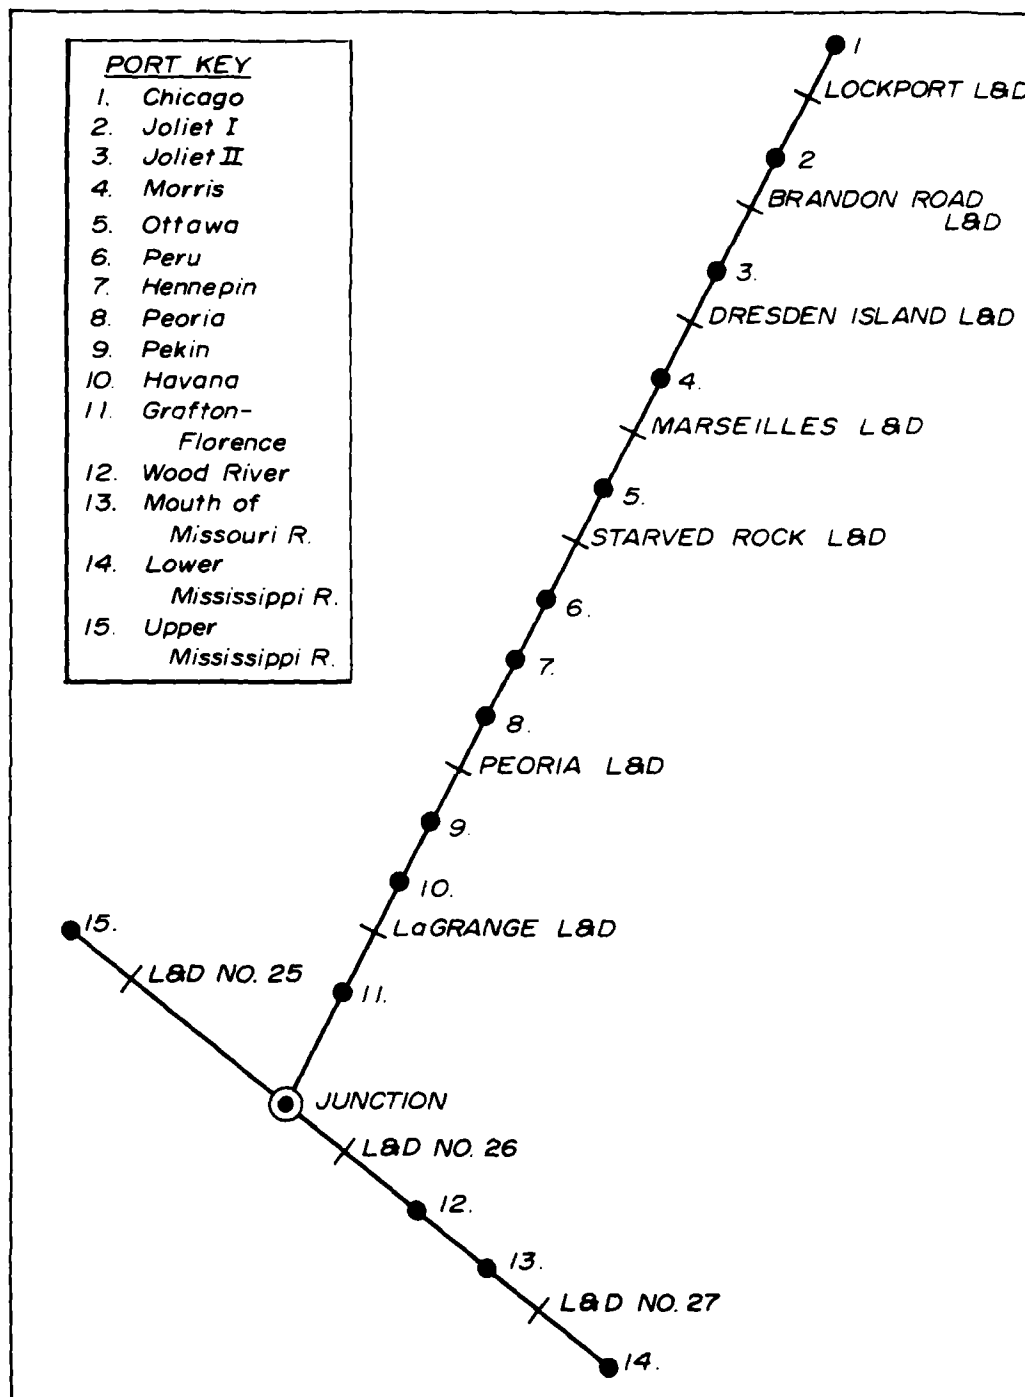 PORT KEY
1. Chicago
2. Joliet I
3. Joliet II
4. Morris
5. Ottawa
6. Peru
7. Hennepin
8. Peoria
9. Pekin
10. Havana
11. Grafton-
Florence
12. Wood River
13. Mouth of
Missouri R.
14. Lower
Mississippi R.
15. Upper
Mississippi R.
1
LOCKPORT L&D
2
BRANDON ROAD
L&D
3.
DRESDEN ISLAND L&D
4.
MARSEILLES L&D
5.
STARVED ROCK L&D
6.
7.
8.
PEORIA L&D
9.
10.
LaGRANGE L&D
11.
15.
L&D NO. 25
JUNCTION
L&D NO. 26
12.
13.
L&D NO. 27
14.